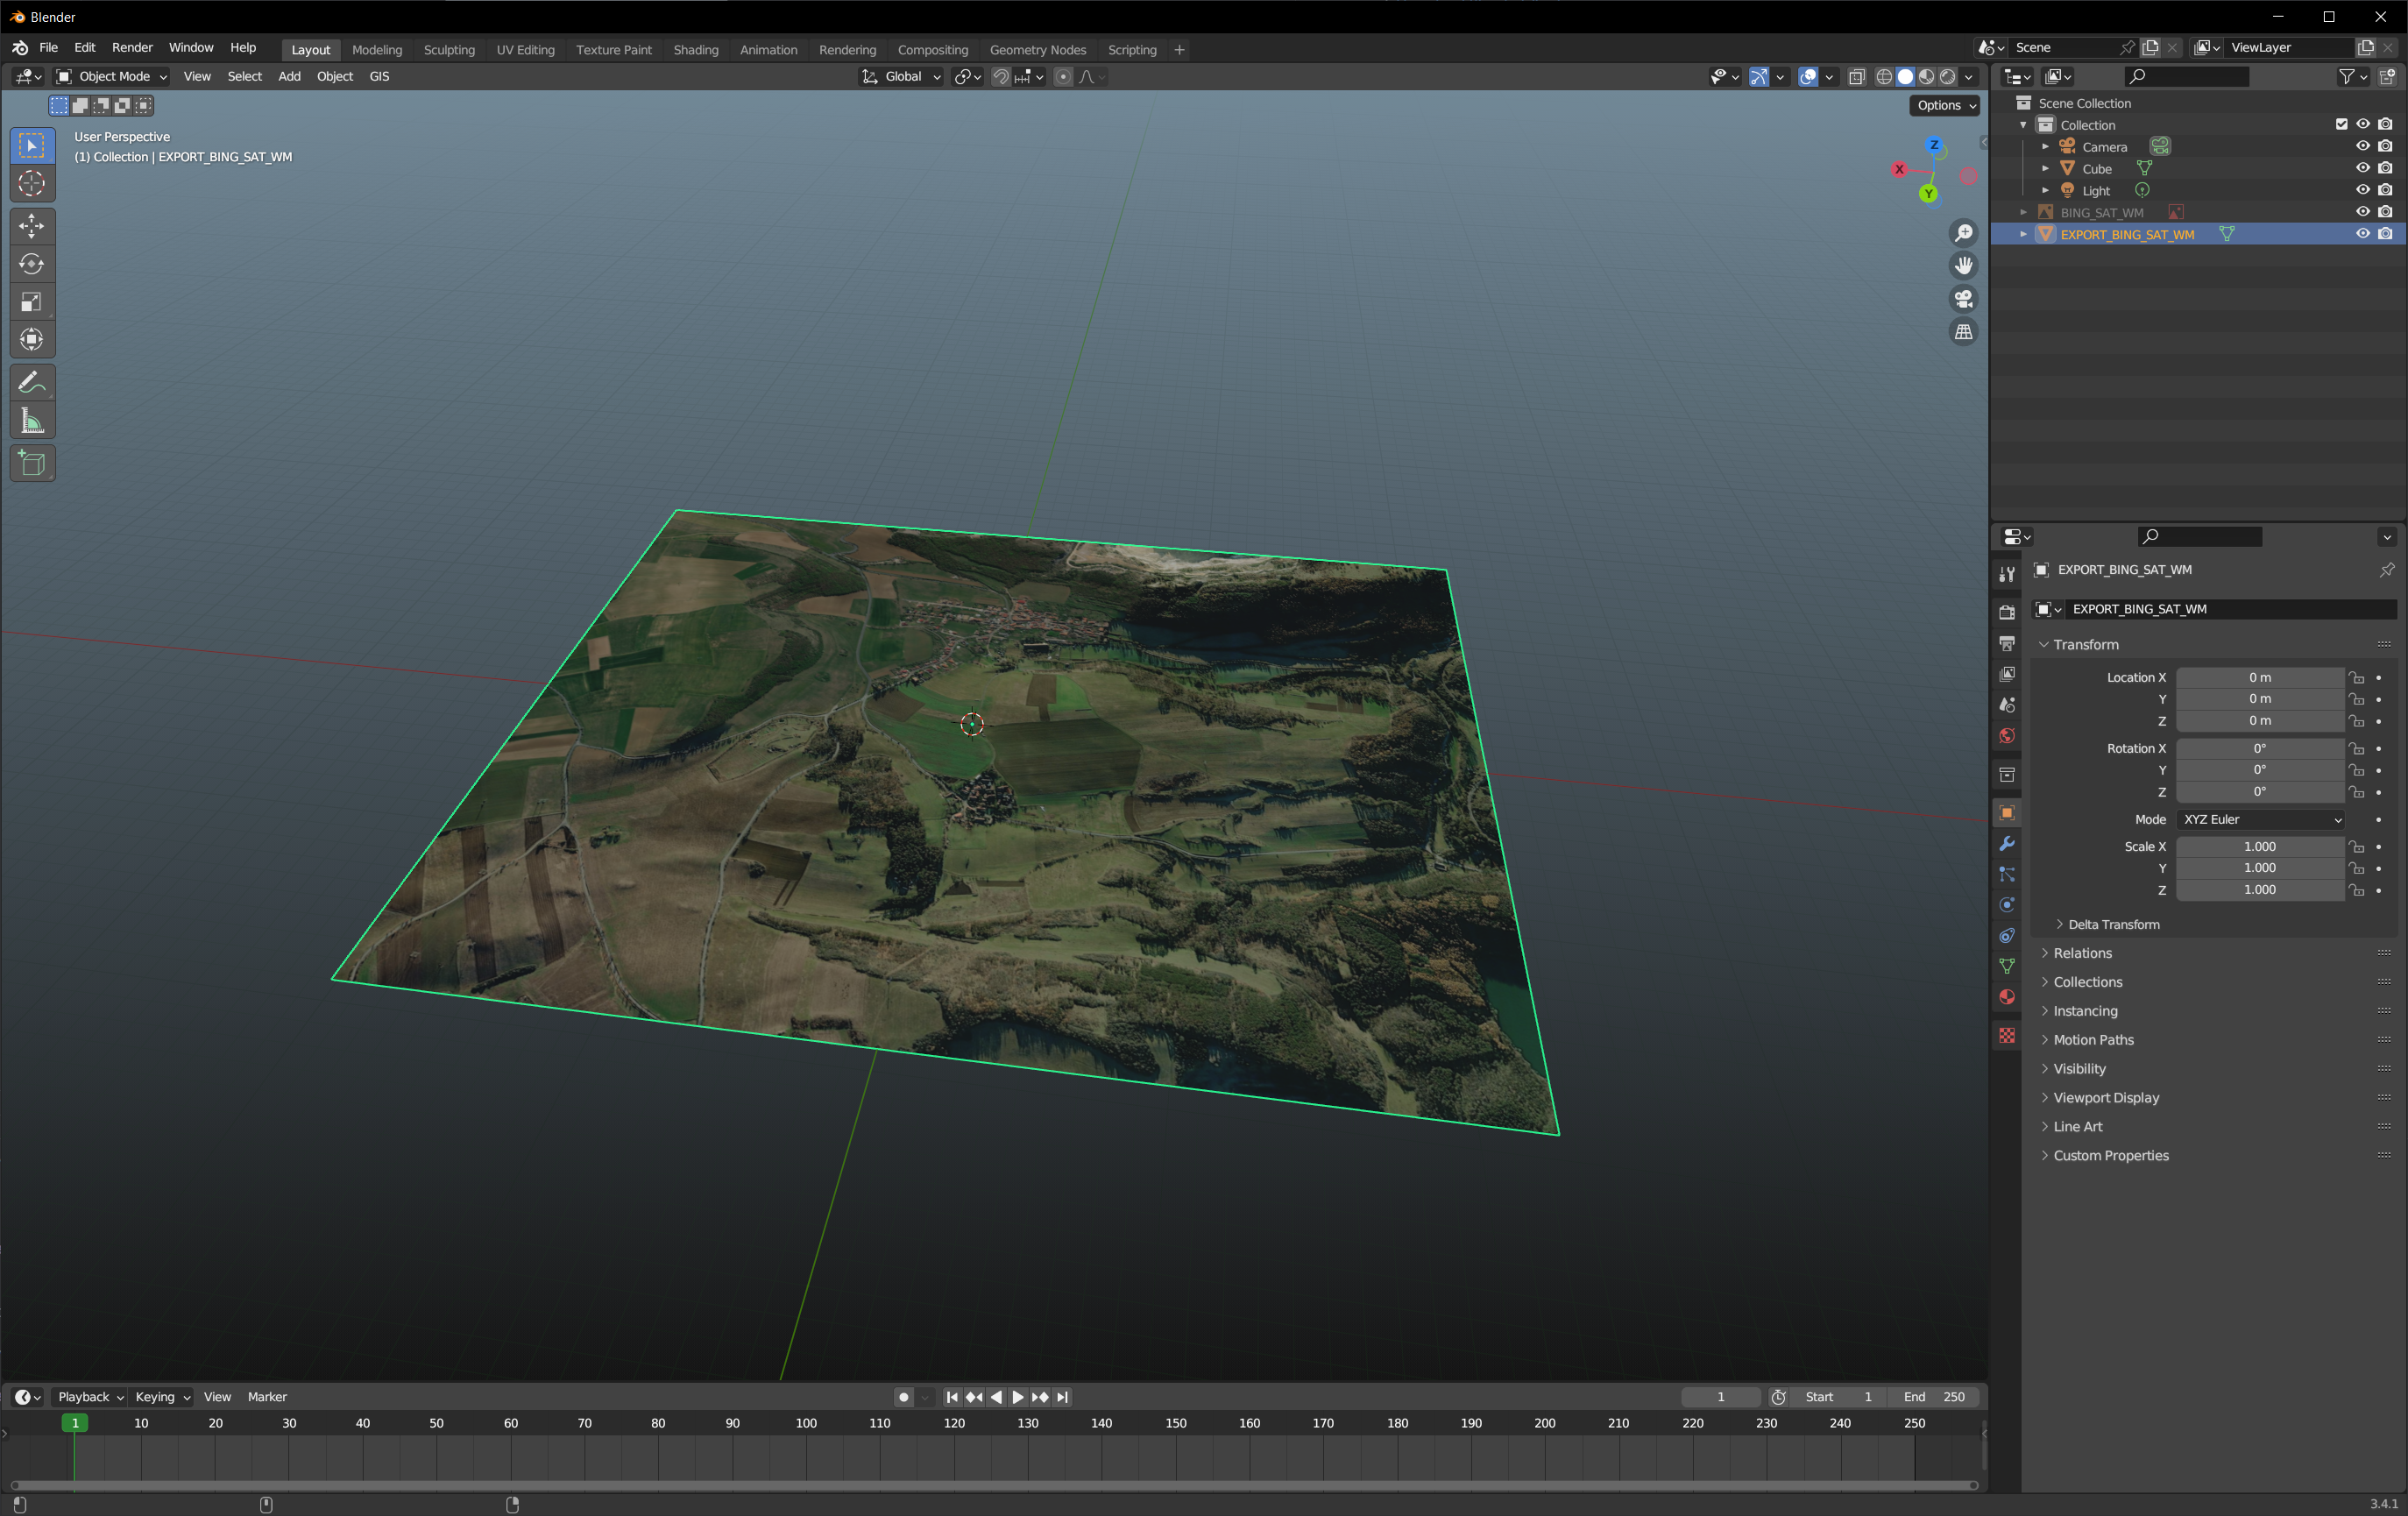 Blender
File Edit Render Window Help Layout Modeling Sculpting UV Editing Texture Paint Shading Animation Rendering Compositing Geometry Nodes Scripting + Scene ViewLayer
Object Mode View Select Add Object GIS Global
Options
User Perspective
(1) Collection | EXPORT_BING_SAT_WM
Z
X
Y
Scene Collection
Collection
Camera
Cube
Light
BING_SAT_WM
EXPORT_BING_SAT_WM
EXPORT_BING_SAT_WM
EXPORT_BING_SAT_WM
Transform
Location X 0 m
Y 0 m
Z 0 m
Rotation X 0°
Y 0°
Z 0°
Mode XYZ Euler
Scale X 1.000
Y 1.000
Z 1.000
Delta Transform
Relations
Collections
Instancing
Motion Paths
Visibility
Viewport Display
Line Art
Custom Properties
Playback Keying View Marker 1 Start 1 End 250
1 10 20 30 40 50 60 70 80 90 100 110 120 130 140 150 160 170 180 190 200 210 220 230 240 250
3.4.1